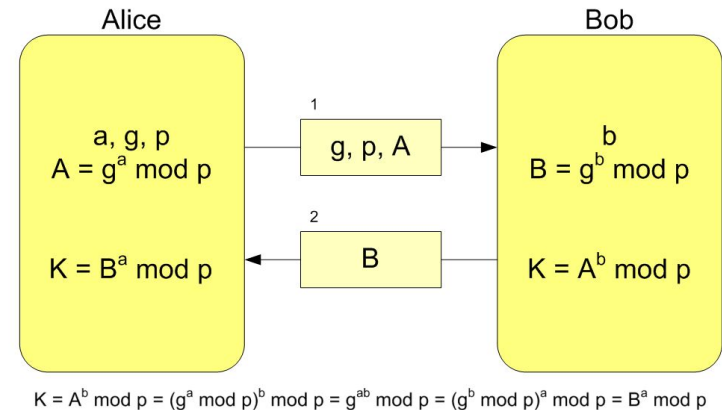 Alice
Bob
a, g, p
A = gᵃ mod p
K = Bᵃ mod p
1
g, p, A
2
B
b
B = gᵇ mod p
K = Aᵇ mod p
K = Aᵇ mod p = (gᵃ mod p)ᵇ mod p = gᵃᵇ mod p = (gᵇ mod p)ᵃ mod p = Bᵃ mod p